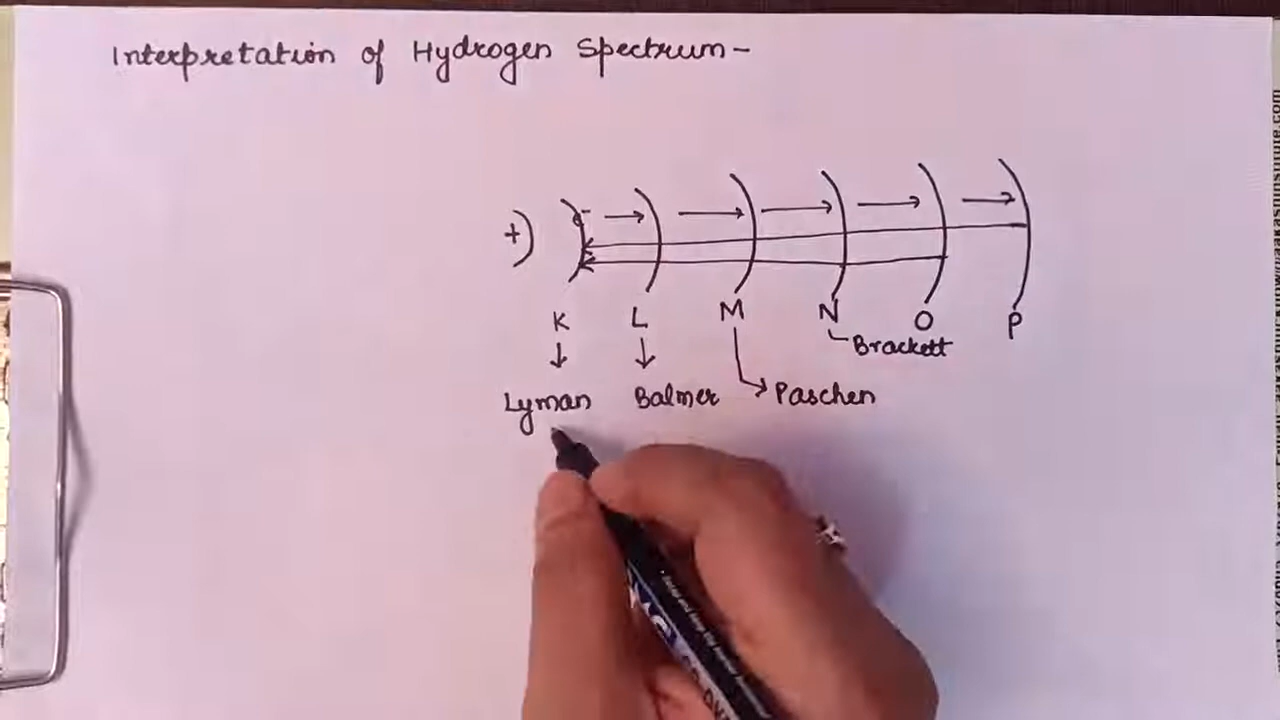 Interpretation of Hydrogen Spectrum-
+
K L M N O P
Brackett
Lyman Balmer Paschen